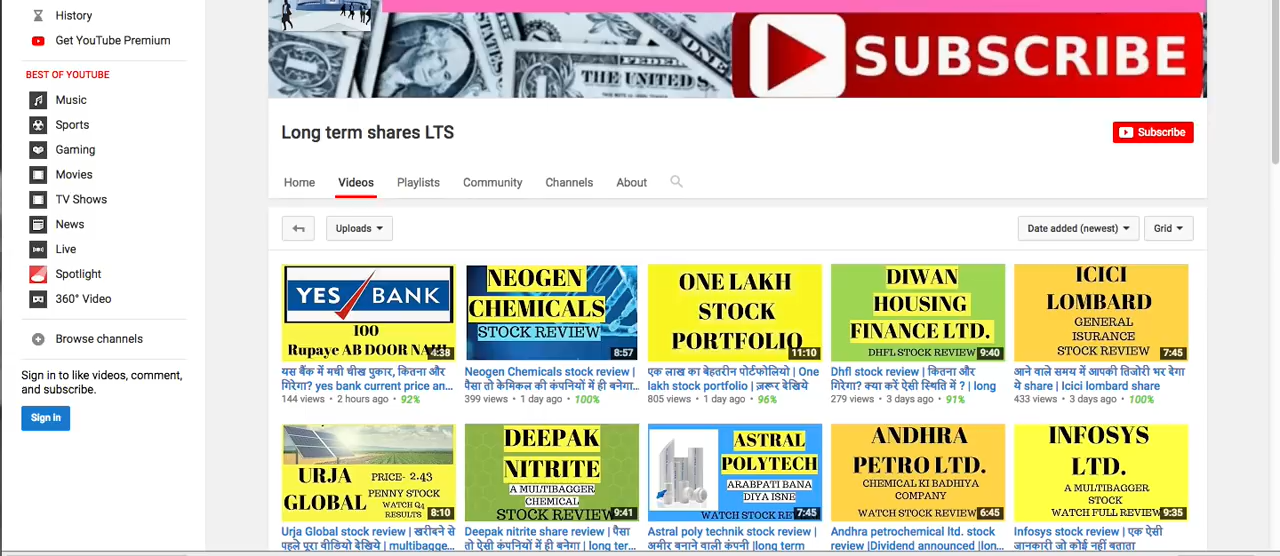 History
Get YouTube Premium
BEST OF YOUTUBE
Music
Sports
Gaming
Movies
TV Shows
News
Live
Spotlight
360° Video
Browse channels
Sign in to like videos, comment,
and subscribe.
Sign in
THE UNITED
SUBSCRIBE
Long term shares LTS
Subscribe
Home Videos Playlists Community Channels About
Uploads
Date added (newest) Grid
YES BANK
100
Rupaye AB DOOR NAHI
4:38
यस बैंक में मची चीख पुकार, कितना और
गिरेगा? yes bank current price an...
144 views • 2 hours ago • 92%
NEOGEN
CHEMICALS
STOCK REVIEW
8:57
Neogen Chemicals stock review |
पैसा तो केमिकल की कंपनियों में ही बनेगा...
399 views • 1 day ago • 100%
ONE LAKH
STOCK
PORTFOLIO
11:10
एक लाख का बेहतरीन पोर्टफोलियो | One
lakh stock portfolio | ज़रूर देखिये
805 views • 1 day ago • 96%
DIWAN
HOUSING
FINANCE LTD.
DHFL STOCK REVIEW
9:40
Dhfl stock review | कितना और
गिरेगा? क्या करें ऐसी स्थिति में ? | long
279 views • 3 days ago • 91%
ICICI
LOMBARD
GENERAL
ISURANCE
STOCK REVIEW
7:45
आने वाले समय में आपकी तिजोरी भर देगा
ये share | Icici lombard share
433 views • 3 days ago • 100%
URJA
GLOBAL
PRICE- 2.43
PENNY STOCK
WATCH Q4
RESULTS
8:10
Urja Global stock review | खरीबने से
पहले पूरा वीडियो देखिये | multibagge...
DEEPAK
NITRITE
A MULTIBAGGER
CHEMICAL
STOCK REVIEW
9:41
Deepak nitrite share review | पैसा
तो ऐसी कंपनियों में ही बनेगा | long ter...
ASTRAL
POLYTECH
ARABPATI BANA
DIYA ISNE
WATCH STOCK RE
7:45
Astral poly technik stock review |
अमीर बनाने वाली कंपनी |long term
ANDHRA
PETRO LTD.
CHEMICAL KI BADHIYA
COMPANY
WATCH STOCK REVIEW
6:45
Andhra petrochemical ltd. stock
review |Dividend announced |lon...
INFOSYS
LTD.
A MULTIBAGGER
STOCK
WATCH FULL REVIEW
9:35
Infosys stock review | एक ऐसी
जानकारी जो कोई नहीं बताता